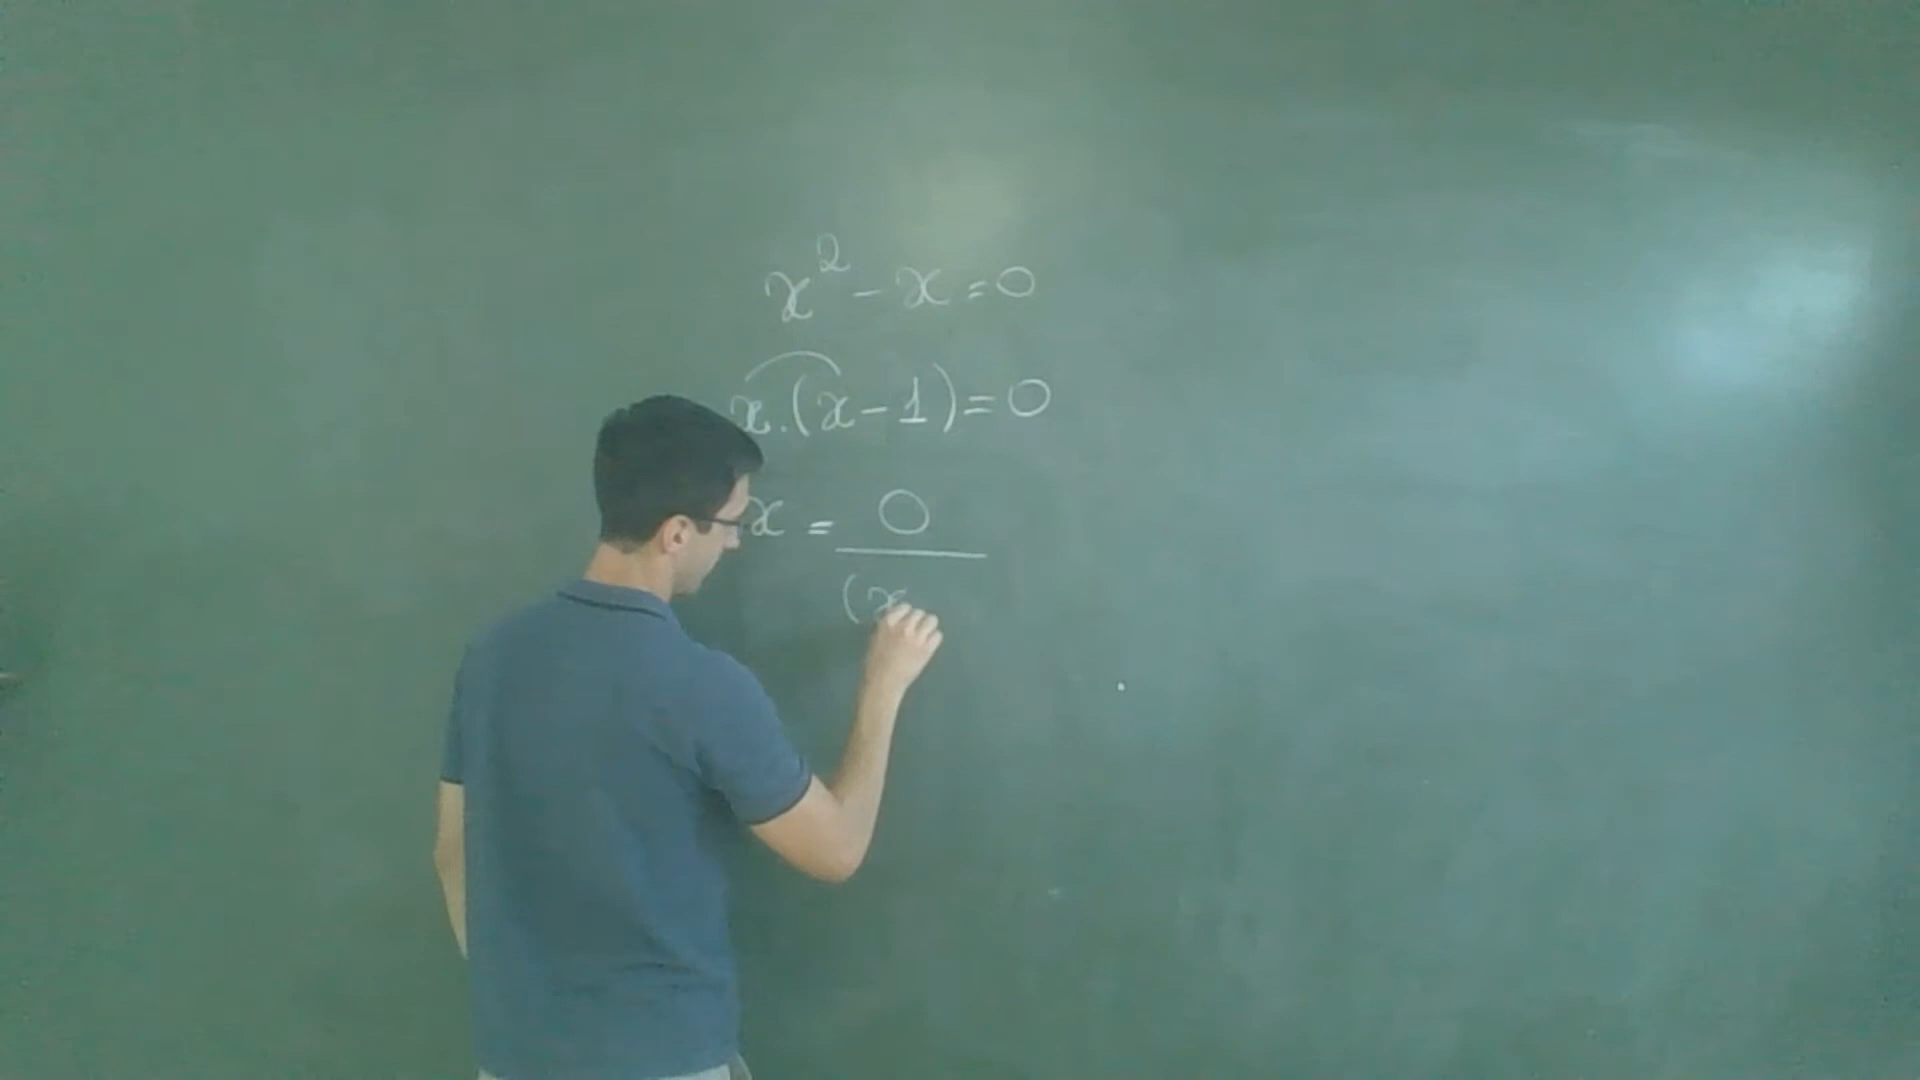 x² - x = 0
x.(x-1) = 0
x = 0
(x